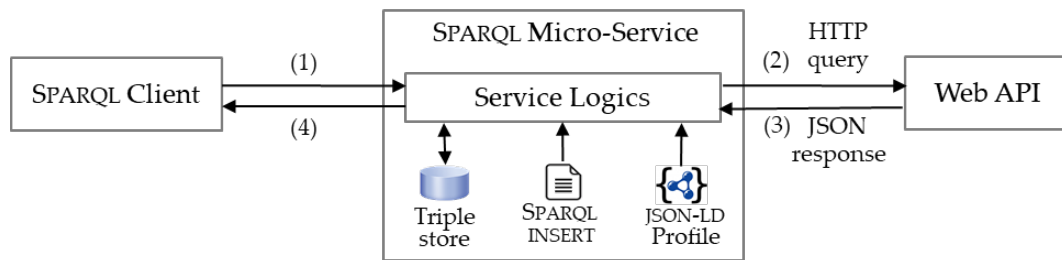 SPARQL Micro-Service
(1)
(2)
HTTP
query
SPARQL Client
Service Logics
Web API
(4)
(3)
JSON
response
Triple
store
SPARQL
INSERT
JSON-LD
Profile